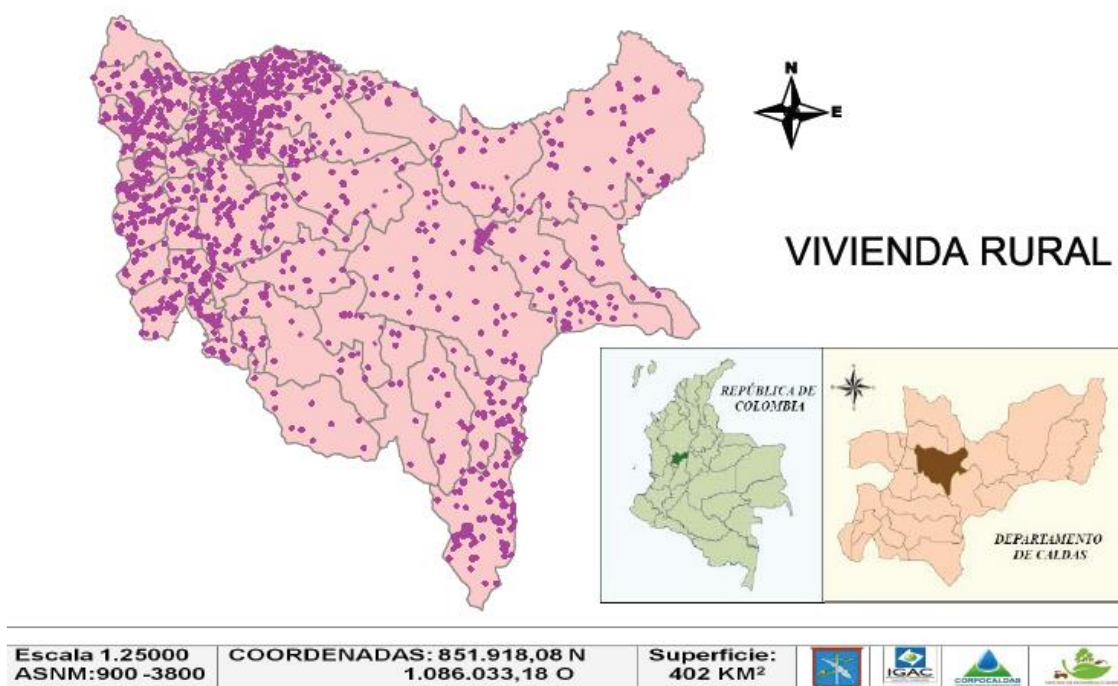 N
E
VIVIENDA RURAL
REPÚBLICA DE
COLOMBIA
DEPARTAMENTO
DE CALDAS
Escala 1.25000
ASNM:900 -3800
COORDENADAS: 851.918,08 N
1.086.033,18 O
Superficie:
402 KM²
IGAC
CORPOCALDAS